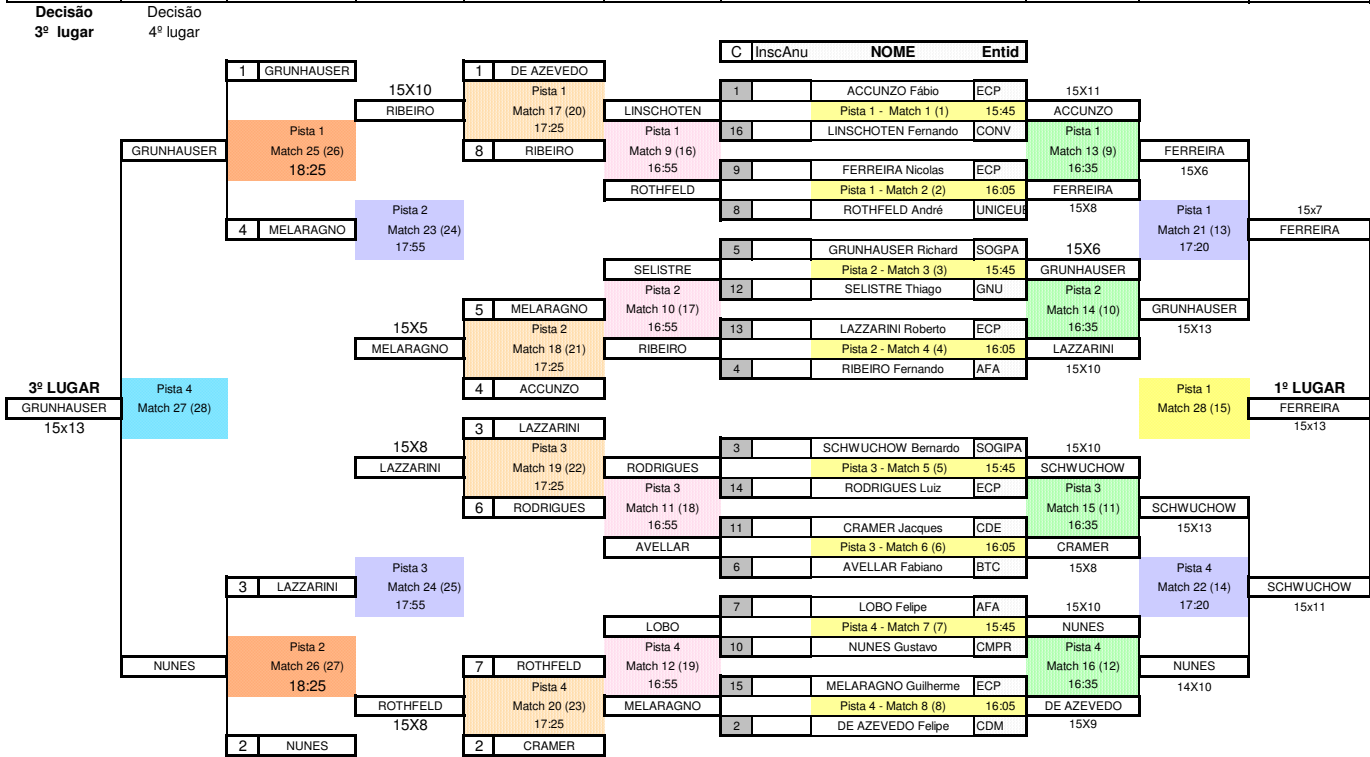 Decisão Decisão
3º lugar 4º lugar
C InscAnu NOME Entid
1 GRUNHAUSER 1 DE AZEVEDO
15X10 Pista 1 1 ACCUNZO Fábio ECP 15X11
RIBEIRO Match 17 (20) LINSCHOTEN Pista 1 - Match 1 (1) 15:45 ACCUNZO
Pista 1 17:25 Pista 1 16 LINSCHOTEN Fernando CONV Pista 1
GRUNHAUSER Match 25 (26) 8 RIBEIRO Match 9 (16) Match 13 (9) FERREIRA
18:25 16:55 9 FERREIRA Nicolas ECP 16:35 15X6
ROTHFELD Pista 1 - Match 2 (2) 16:05 FERREIRA
Pista 2 8 ROTHFELD André UNICEUB 15X8 Pista 1 15x7
4 MELARAGNO Match 23 (24) Match 21 (13) FERREIRA
17:55 5 GRUNHAUSER Richard SOGPA 15X6 17:20
SELISTRE Pista 2 - Match 3 (3) 15:45 GRUNHAUSER
Pista 2 12 SELISTRE Thiago GNU Pista 2
5 MELARAGNO Match 10 (17) Match 14 (10) GRUNHAUSER
15X5 Pista 2 16:55 13 LAZZARINI Roberto ECP 16:35 15X13
MELARAGNO Match 18 (21) RIBEIRO Pista 2 - Match 4 (4) 16:05 LAZZARINI
17:25 4 RIBEIRO Fernando AFA 15X10
3º LUGAR Pista 4 4 ACCUNZO Pista 1 1º LUGAR
GRUNHAUSER Match 27 (28) Match 28 (15) FERREIRA
15x13 3 LAZZARINI 15x13
15X8 Pista 3 3 SCHWUCHOW Bernardo SOGIPA 15X10
LAZZARINI Match 19 (22) RODRIGUES Pista 3 - Match 5 (5) 15:45 SCHWUCHOW
17:25 Pista 3 14 RODRIGUES Luiz ECP Pista 3
6 RODRIGUES Match 11 (18) Match 15 (11) SCHWUCHOW
16:55 11 CRAMER Jacques CDE 16:35 15X13
AVELLAR Pista 3 - Match 6 (6) 16:05 CRAMER
Pista 3 6 AVELLAR Fabiano BTC 15X8 Pista 4
3 LAZZARINI Match 24 (25) Match 22 (14) SCHWUCHOW
17:55 7 LOBO Felipe AFA 15X10 17:20 15x11
LOBO Pista 4 - Match 7 (7) 15:45 NUNES
Pista 2 Pista 4 10 NUNES Gustavo CMPR Pista 4
NUNES Match 26 (27) 7 ROTHFELD Match 12 (19) Match 16 (12) NUNES
18:25 Pista 4 16:55 15 MELARAGNO Guilherme ECP 16:35 14X10
ROTHFELD Match 20 (23) MELARAGNO Pista 4 - Match 8 (8) 16:05 DE AZEVEDO
15X8 17:25 2 DE AZEVEDO Felipe CDM 15X9
2 NUNES 2 CRAMER